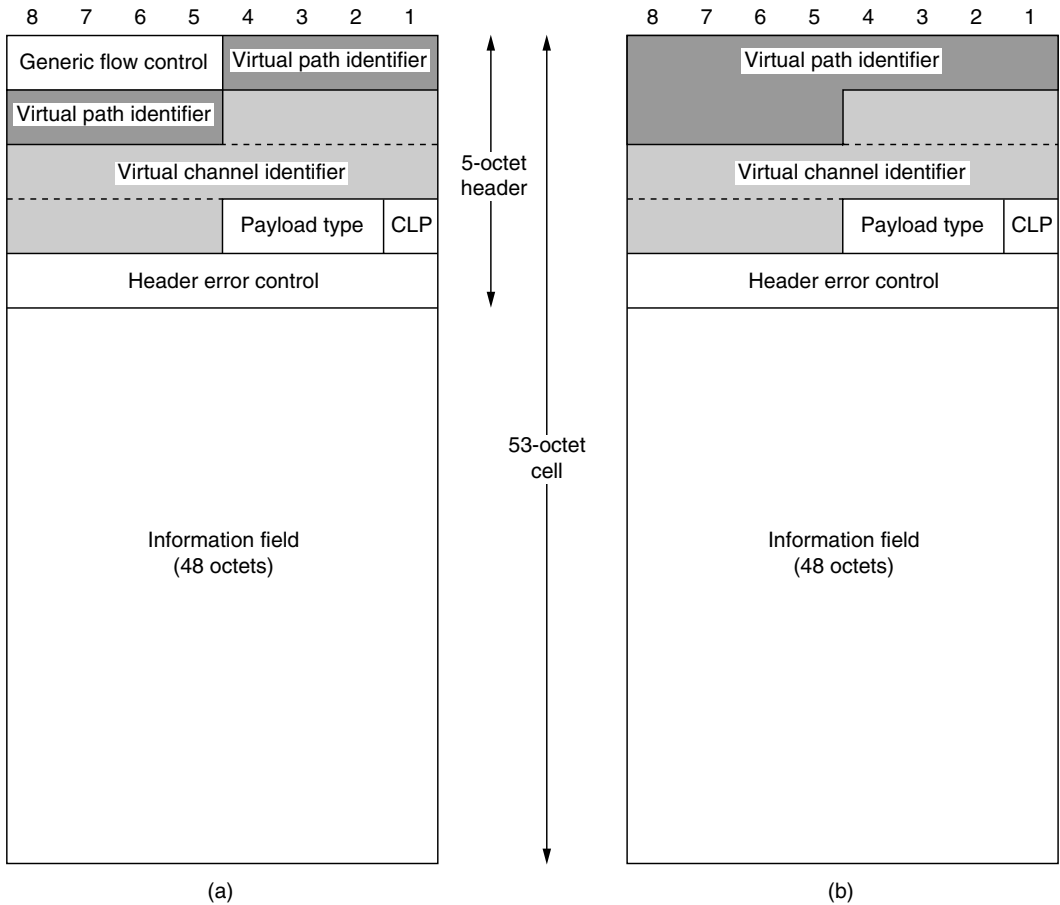 8 7 6 5 4 3 2 1
Generic flow control
Virtual path identifier
Virtual path identifier
Virtual channel identifier
Payload type
CLP
Header error control
Information field
(48 octets)
(a)
5-octet
header
53-octet
cell
8 7 6 5 4 3 2 1
Virtual path identifier
Virtual channel identifier
Payload type
CLP
Header error control
Information field
(48 octets)
(b)